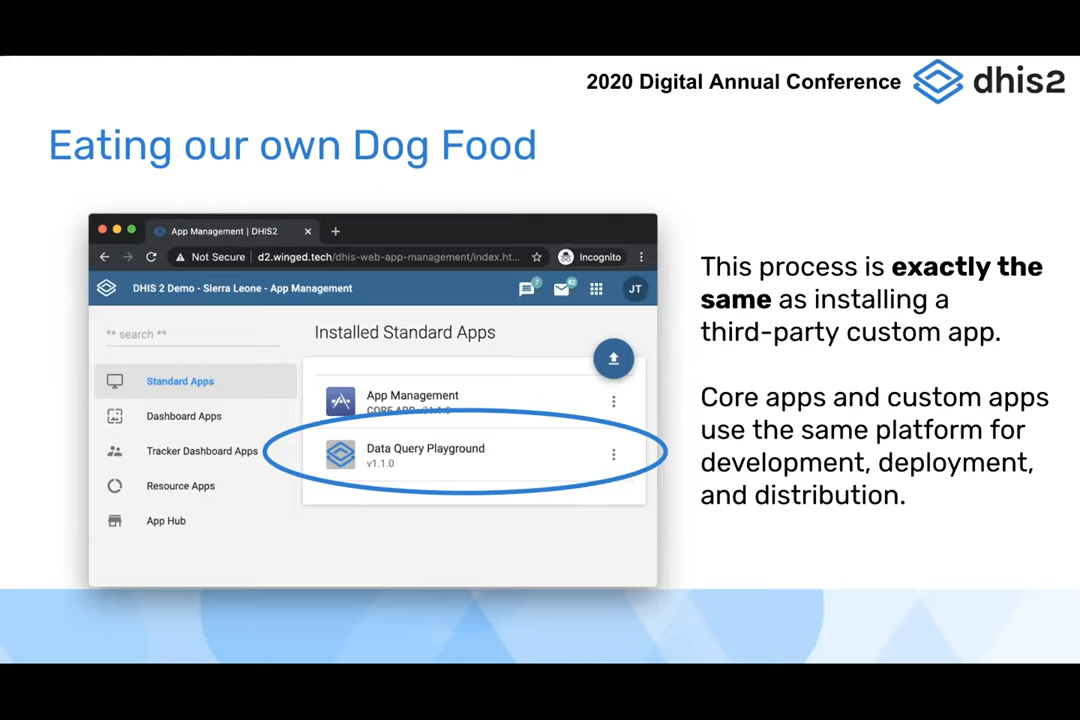 2020 Digital Annual Conference dhis2
Eating our own Dog Food
App Management | DHIS2
Not Secure | d2.winged.tech/dhis-web-app-management/index.ht... Incognito
DHIS 2 Demo - Sierra Leone - App Management 7 82 JT
** search **
Standard Apps
Dashboard Apps
Tracker Dashboard Apps
Resource Apps
App Hub
Installed Standard Apps
App Management
CORE APP
Data Query Playground
v1.1.0
This process is exactly the
same as installing a
third-party custom app.
Core apps and custom apps
use the same platform for
development, deployment,
and distribution.